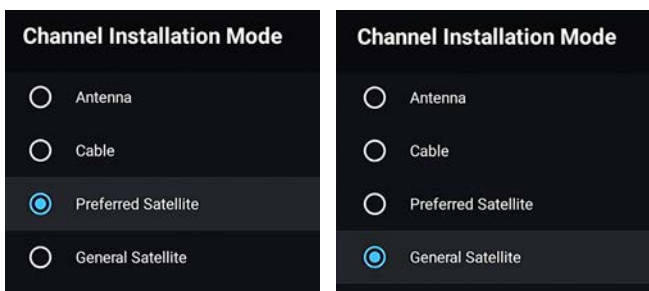 Channel Installation Mode
Antenna
Cable
Preferred Satellite
General Satellite
Channel Installation Mode
Antenna
Cable
Preferred Satellite
General Satellite